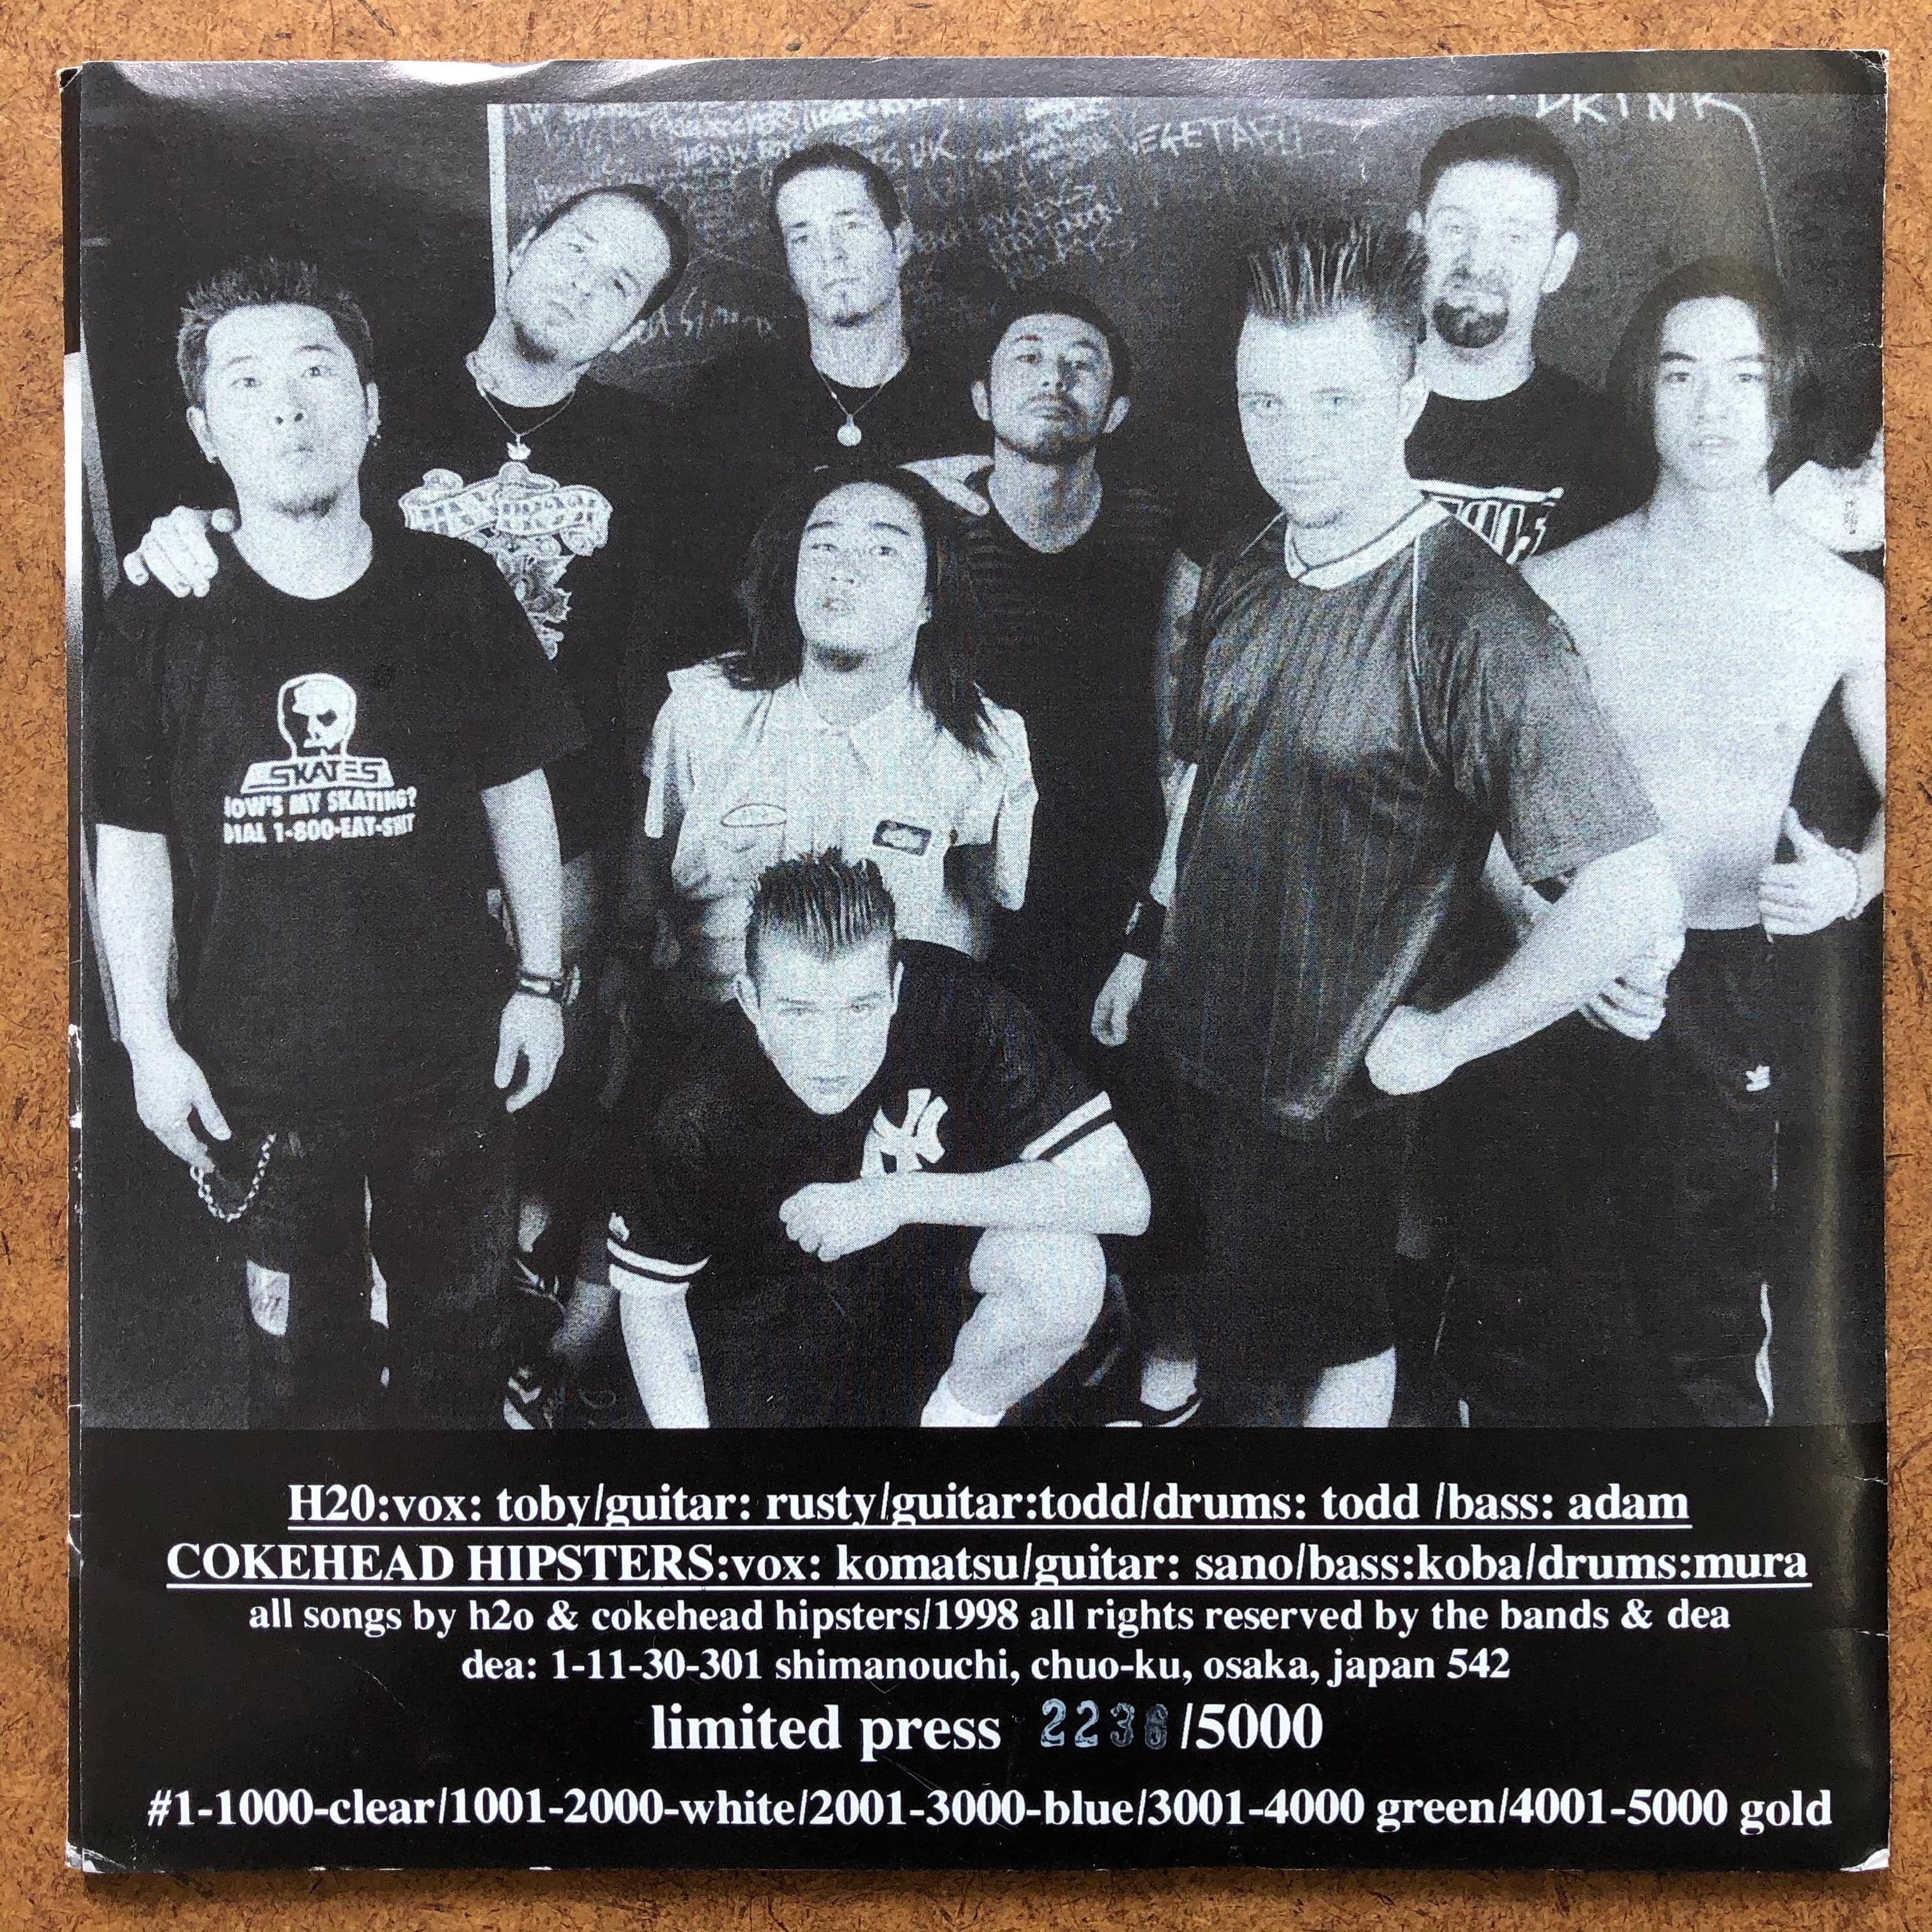 DRINK
UK
SKATES
HOW'S MY SKATING?
DIAL 1-800-EAT-SHIT
NY
H20:vox: toby/guitar: rusty/guitar:todd/drums: todd /bass: adam
COKEHEAD HIPSTERS:vox: komatsu/guitar: sano/bass:koba/drums:mura
all songs by h2o & cokehead hipsters/1998 all rights reserved by the bands & dea
dea: 1-11-30-301 shimanouchi, chuo-ku, osaka, japan 542
limited press 2236/5000
#1-1000-clear/1001-2000-white/2001-3000-blue/3001-4000 green/4001-5000 gold